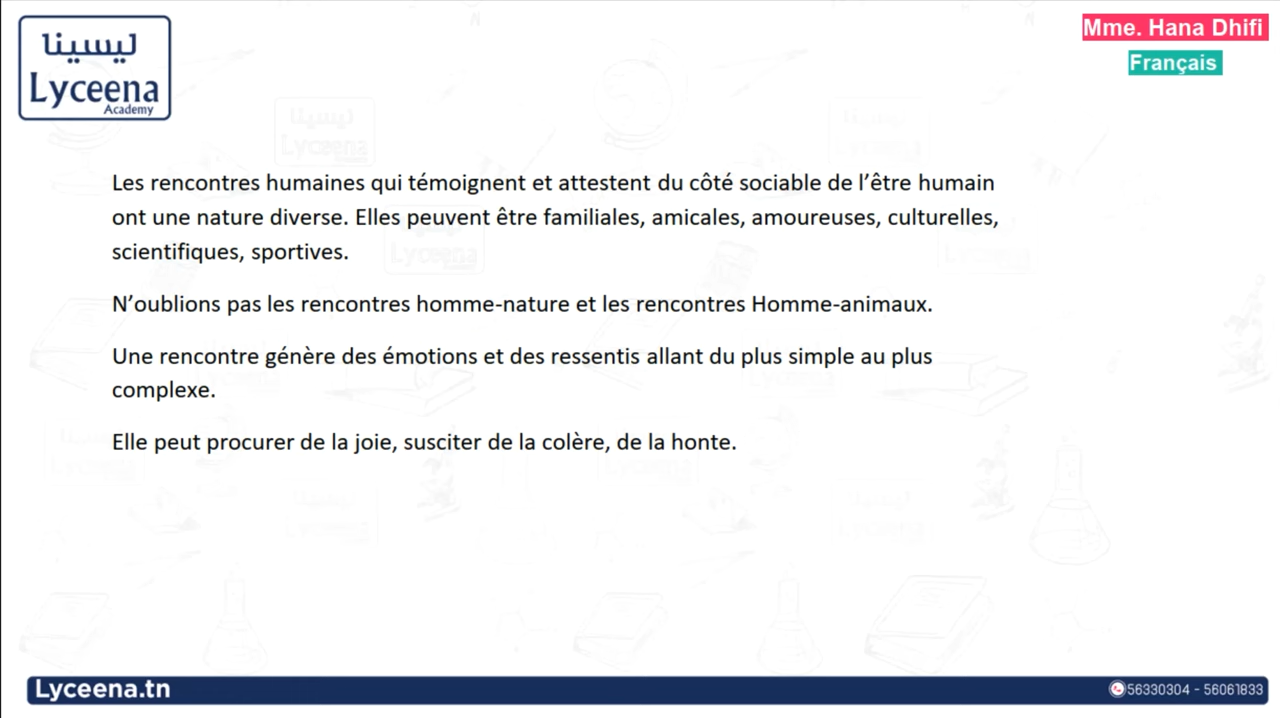 ليسينا
Lyceena
Academy
Mme. Hana Dhifi
Français
Les rencontres humaines qui témoignent et attestent du côté sociable de l’être humain
ont une nature diverse. Elles peuvent être familiales, amicales, amoureuses, culturelles,
scientifiques, sportives.
N’oublions pas les rencontres homme-nature et les rencontres Homme-animaux.
Une rencontre génère des émotions et des ressentis allant du plus simple au plus
complexe.
Elle peut procurer de la joie, susciter de la colère, de la honte.
Lyceena.tn
56330304 - 56061833